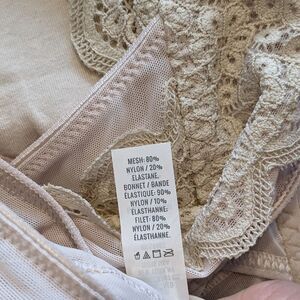 MESH: 80%
NYLON / 20%
ELASTANE.
BONNET / BANDE
ÉLASTIQUE: 90%
NYLON / 10%
ÉLASTHANNE:
FILET: 80%
NYLON / 20%
ÉLASTHANNE.